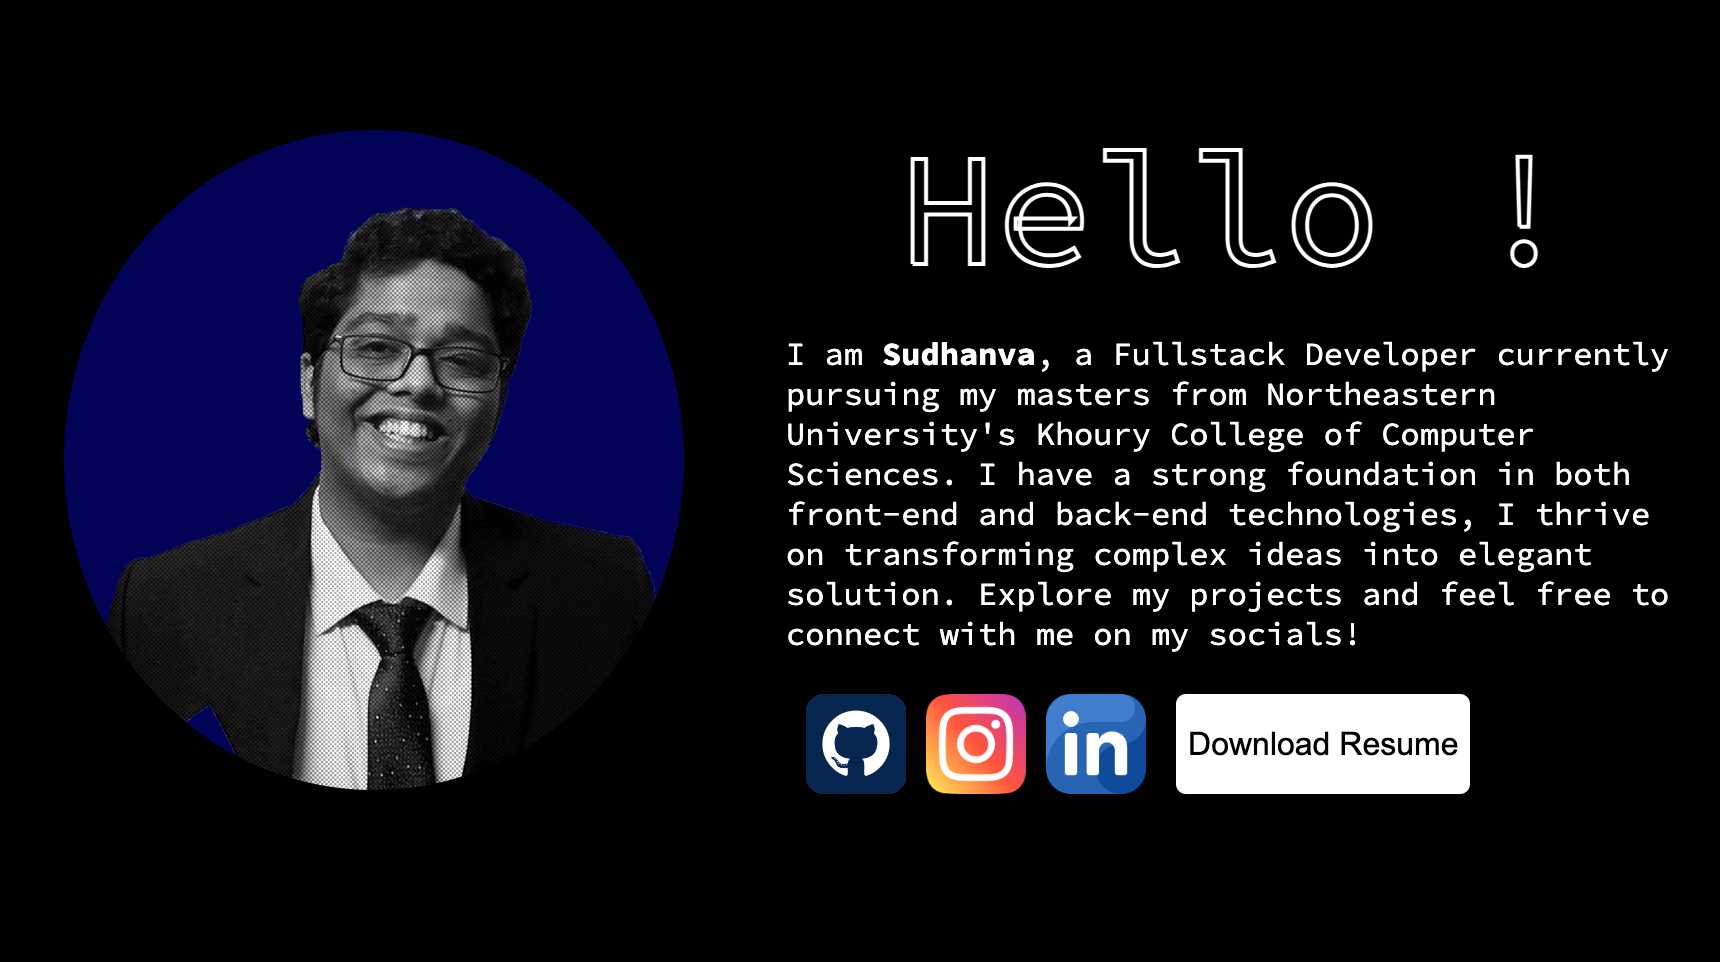 Hello !
I am Sudhanva, a Fullstack Developer currently
pursuing my masters from Northeastern
University's Khoury College of Computer
Sciences. I have a strong foundation in both
front-end and back-end technologies, I thrive
on transforming complex ideas into elegant
solution. Explore my projects and feel free to
connect with me on my socials!
in
Download Resume